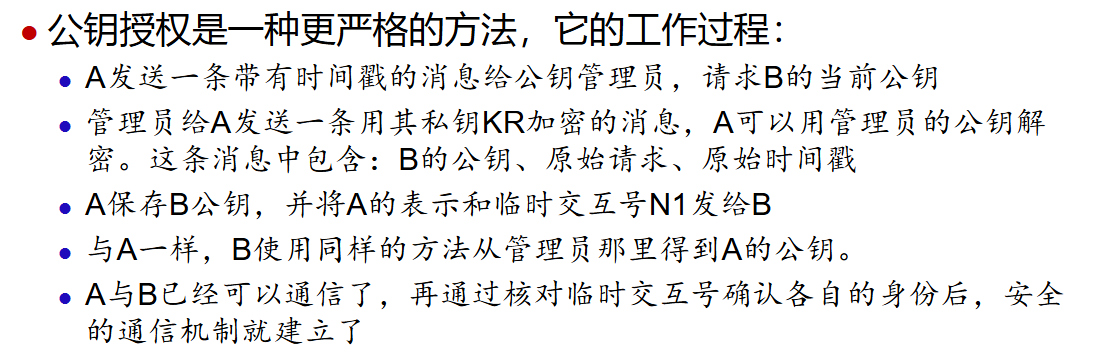 公钥授权是一种更严格的方法，它的工作过程：
A发送一条带有时间戳的消息给公钥管理员，请求B的当前公钥
管理员给A发送一条用其私钥KR加密的消息，A可以用管理员的公钥解
密。这条消息中包含：B的公钥、原始请求、原始时间戳
A保存B公钥，并将A的表示和临时交互号N1发给B
与A一样，B使用同样的方法从管理员那里得到A的公钥。
A与B已经可以通信了，再通过核对临时交互号确认各自的身份后，安全
的通信机制就建立了